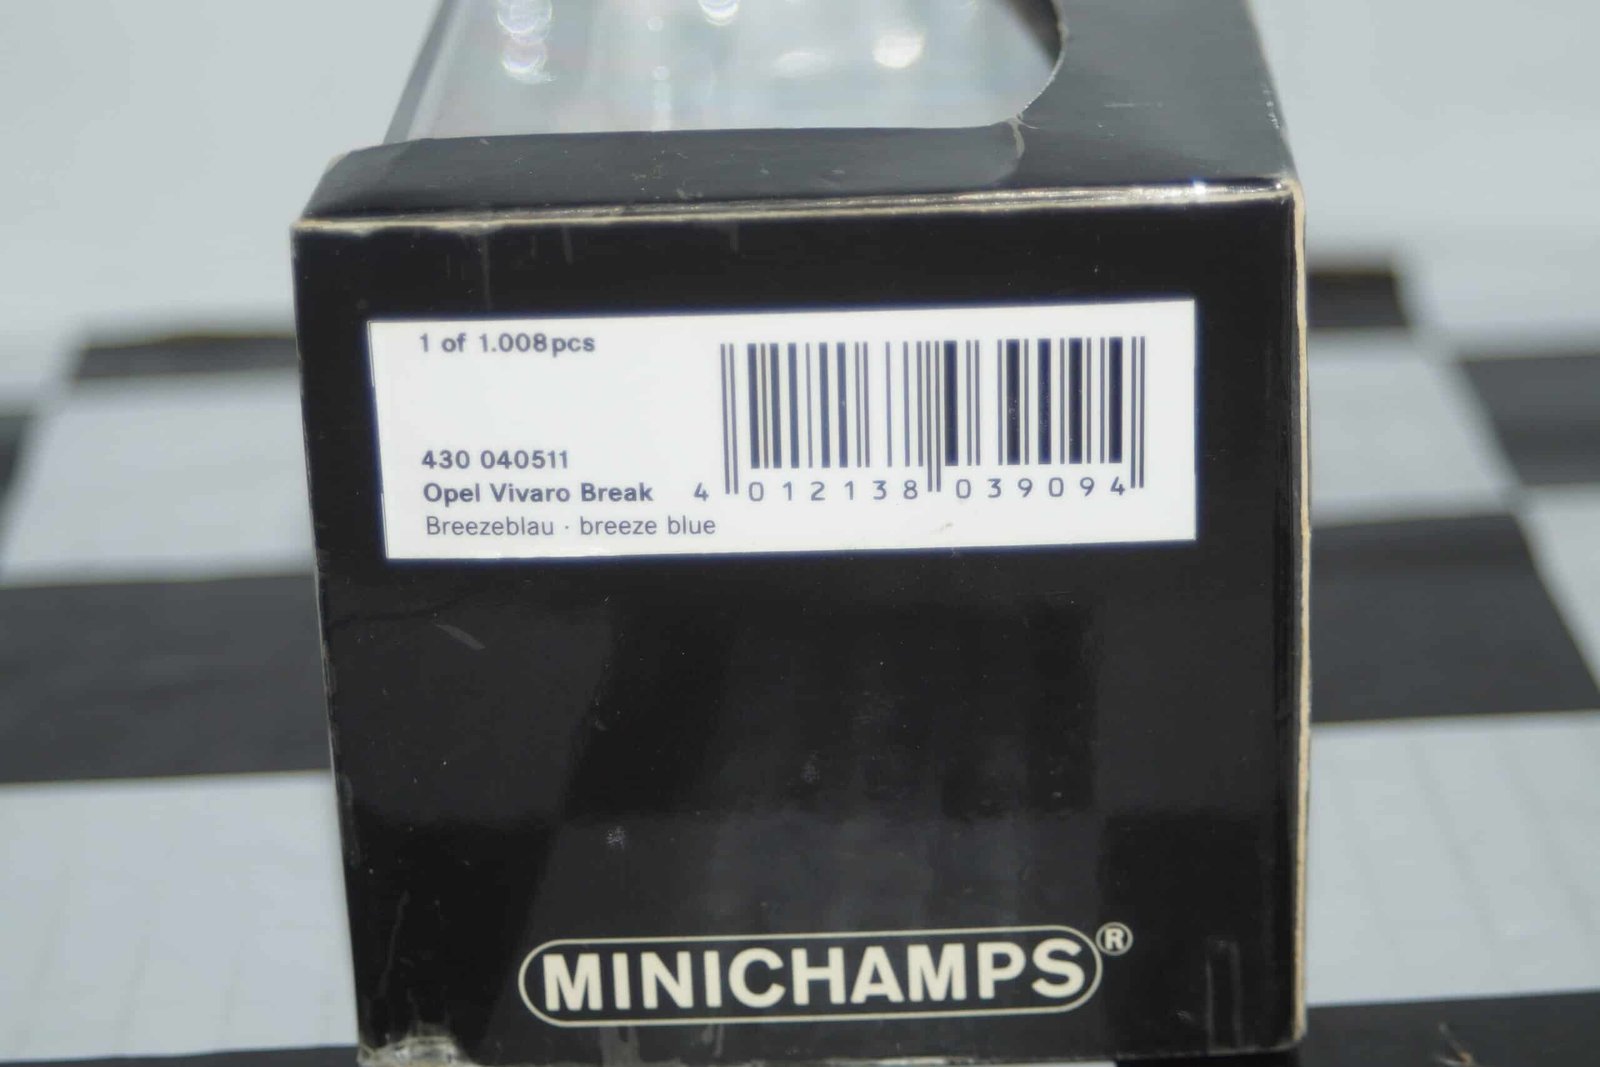 1 of 1.008pcs
430 040511
Opel Vivaro Break
Breezeblau · breeze blue
4 012138 039094
MINICHAMPS®